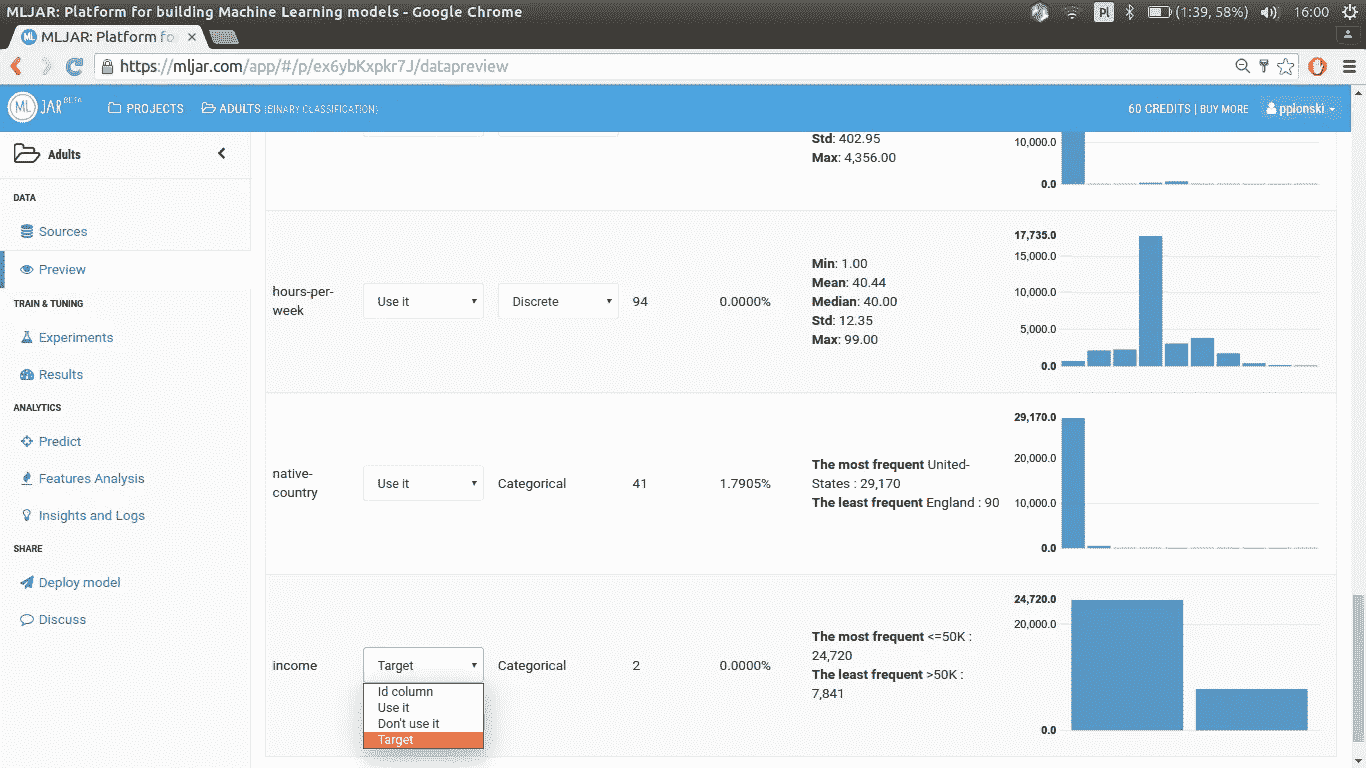 MLJAR: Platform for building Machine Learning models - Google Chrome
Pl
(1:39, 58%)
16:00
ML MLJAR: Platform fo
https://mljar.com/app/#/p/ex6ybKxpkr7J/datapreview
ML JAR BETA
PROJECTS
ADULTS (BINARY CLASSIFICATION)
60 CREDITS | BUY MORE
pplonski
Adults
DATA
Sources
Preview
TRAIN & TUNING
Experiments
Results
ANALYTICS
Predict
Features Analysis
Insights and Logs
SHARE
Deploy model
Discuss
Std: 402.95
Max: 4,356.00
10,000.0
0.0
hours-per-
week
Use it
Discrete
94
0.0000%
Min: 1.00
Mean: 40.44
Median: 40.00
Std: 12.35
Max: 99.00
17,735.0
15,000.0
10,000.0
5,000.0
0.0
native-
country
Use it
Categorical
41
1.7905%
The most frequent United-
States : 29,170
The least frequent England : 90
29,170.0
20,000.0
10,000.0
0.0
income
Target
Id column
Use it
Don't use it
Target
Categorical
2
0.0000%
The most frequent <=50K :
24,720
The least frequent >50K :
7,841
24,720.0
20,000.0
0.0